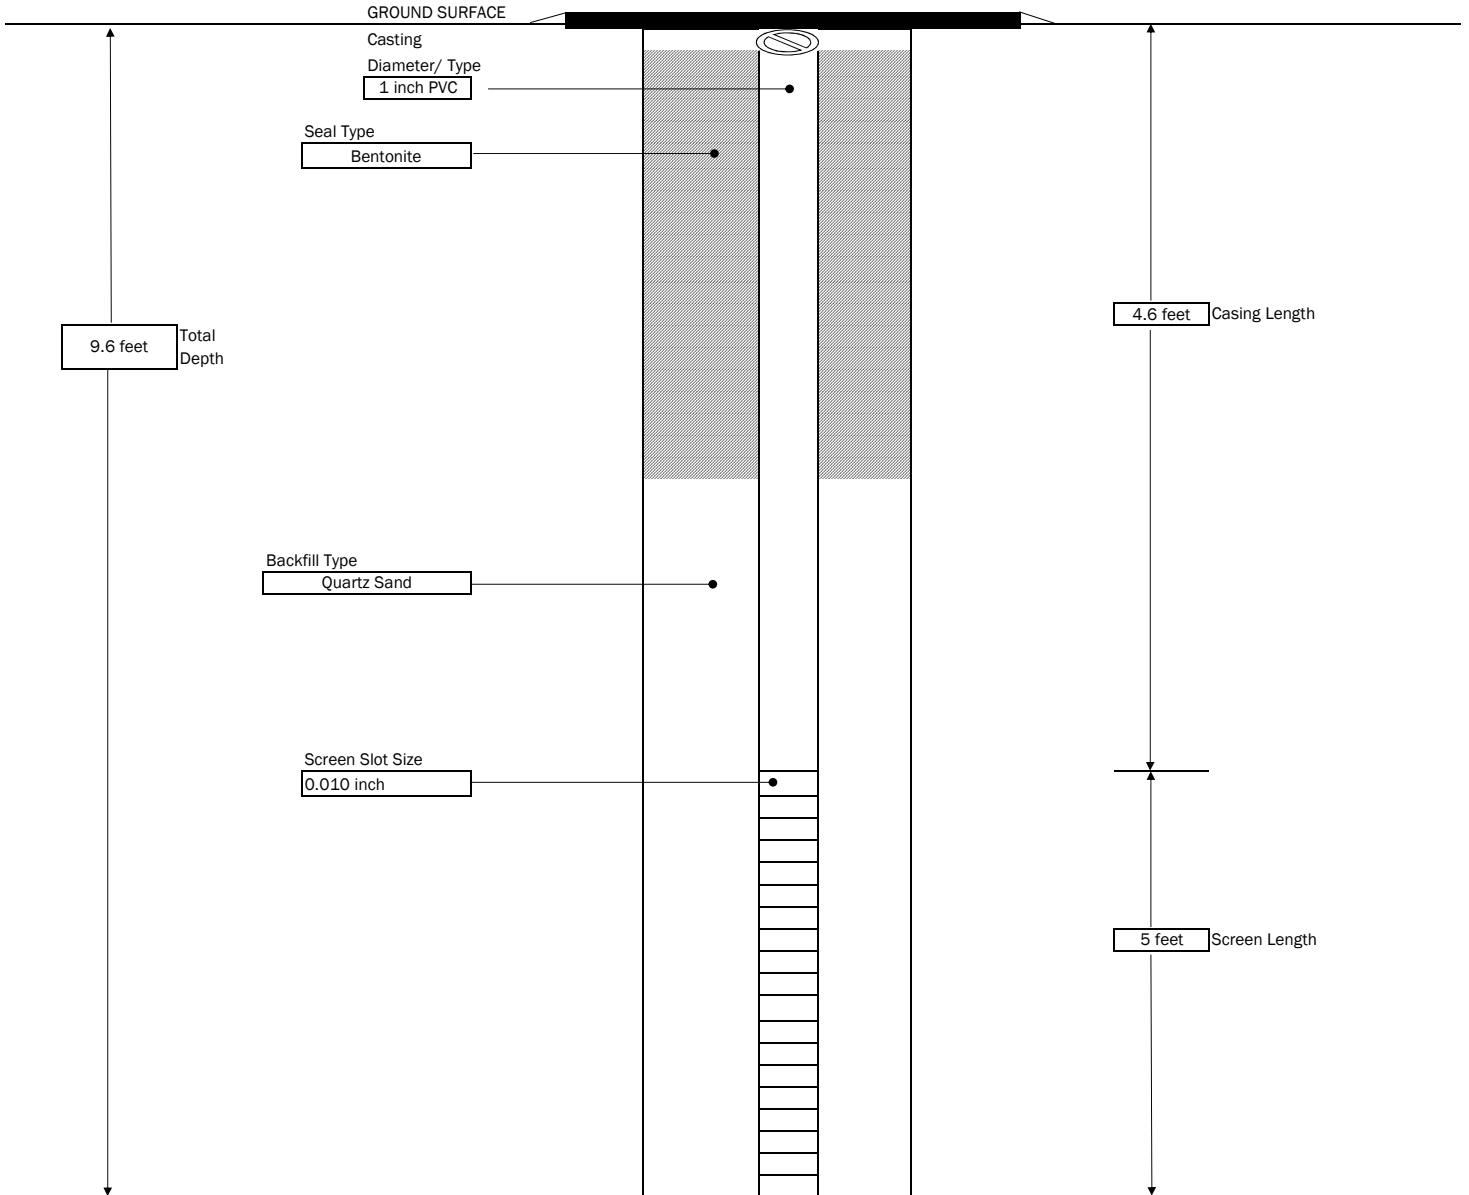 GROUND SURFACE
Casting
Diameter/ Type
1 inch PVC
Seal Type
Bentonite
4.6 feet Casing Length
9.6 feet
Total
Depth
Backfill Type
Quartz Sand
Screen Slot Size
0.010 inch
5 feet Screen Length